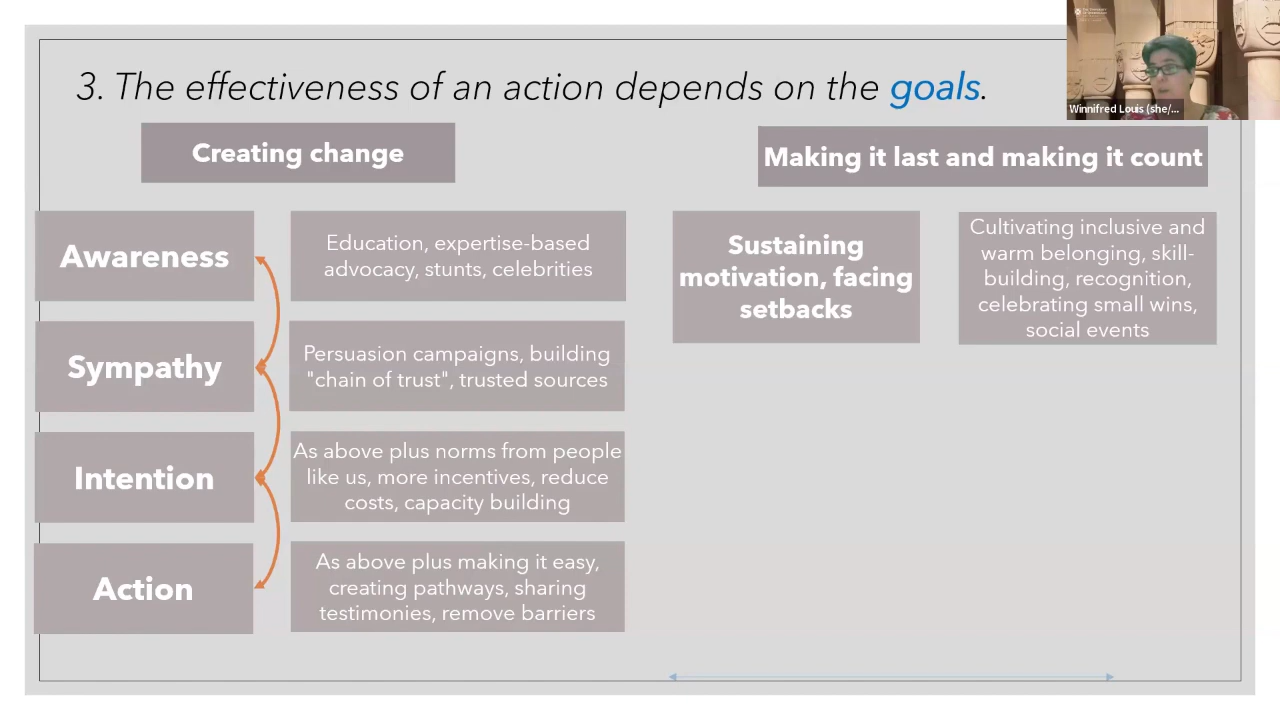 3. The effectiveness of an action depends on the goals.
Winnifred Louis (she/...
Creating change
Making it last and making it count
Awareness
Education, expertise-based
advocacy, stunts, celebrities
Sympathy
Persuasion campaigns, building
"chain of trust", trusted sources
Intention
As above plus norms from people
like us, more incentives, reduce
costs, capacity building
Action
As above plus making it easy,
creating pathways, sharing
testimonies, remove barriers
Sustaining
motivation, facing
setbacks
Cultivating inclusive and
warm belonging, skill-
building, recognition,
celebrating small wins,
social events